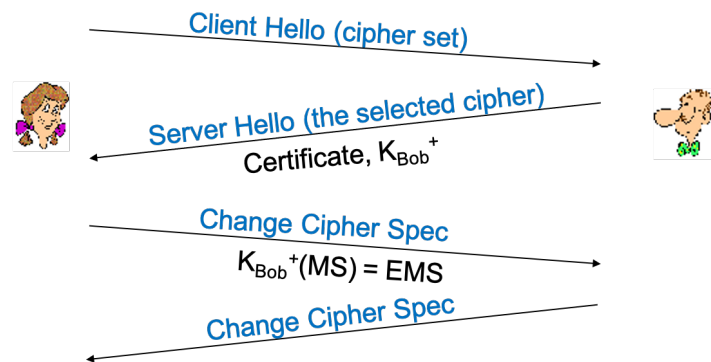 Client Hello (cipher set)
Server Hello (the selected cipher)
Certificate, K_Bob^+
Change Cipher Spec
K_Bob^+(MS) = EMS
Change Cipher Spec